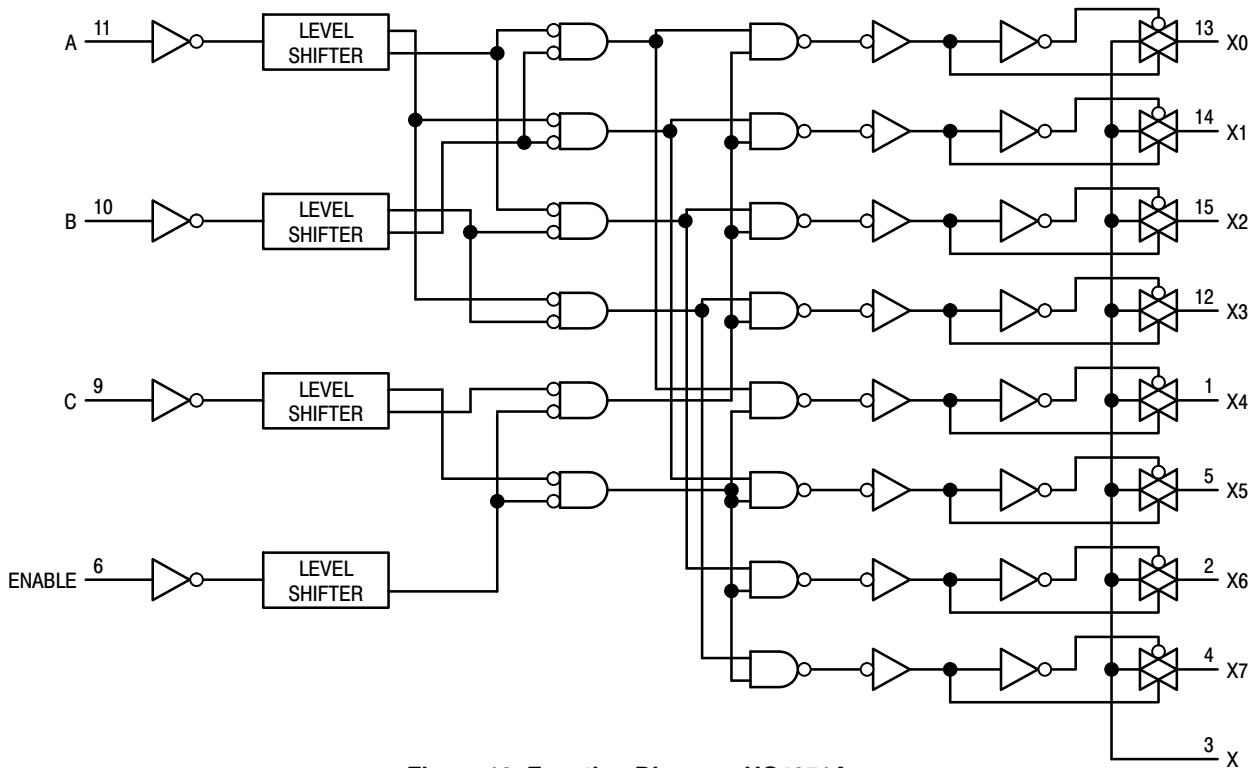 A 11 LEVEL SHIFTER 13 X0
14 X1
B 10 LEVEL SHIFTER 15 X2
12 X3
C 9 LEVEL SHIFTER 1 X4
5 X5
ENABLE 6 LEVEL SHIFTER 2 X6
4 X7
3 X